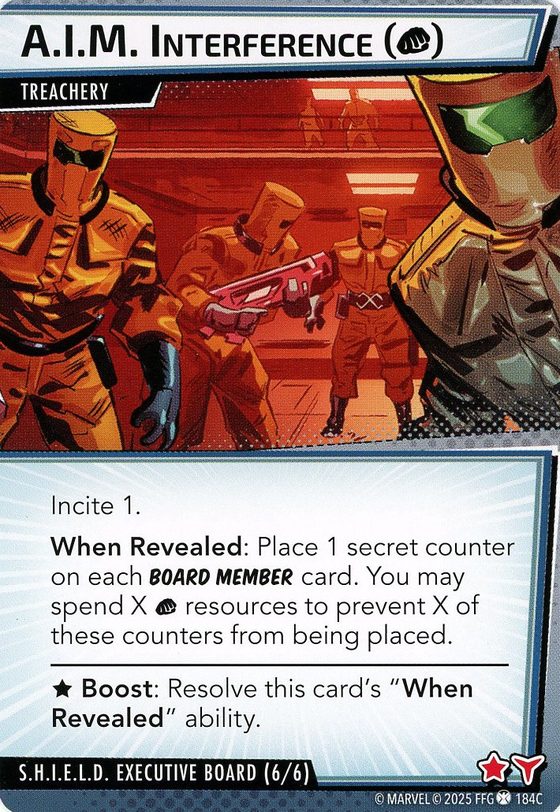 A.I.M. INTERFERENCE ()
TREACHERY
Incite 1.
When Revealed: Place 1 secret counter
on each BOARD MEMBER card. You may
spend X resources to prevent X of
these counters from being placed.
★ Boost: Resolve this card's “When
Revealed” ability.
S.H.I.E.L.D. EXECUTIVE BOARD (6/6)
© MARVEL © 2025 FFG 184C